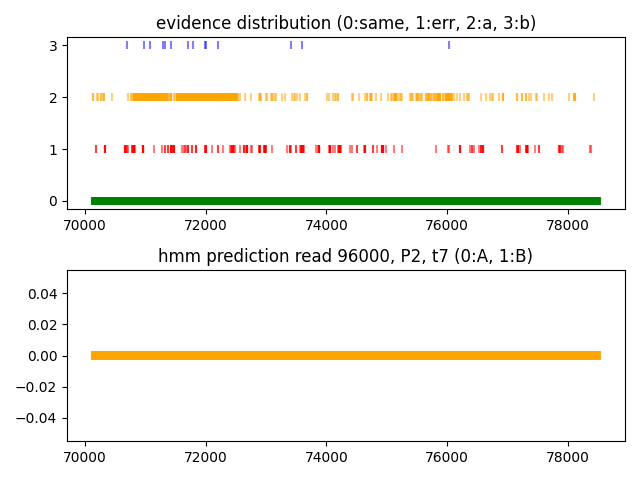 evidence distribution (0:same, 1:err, 2:a, 3:b)
3
2
1
0
70000 72000 74000 76000 78000
hmm prediction read 96000, P2, t7 (0:A, 1:B)
0.04
0.02
0.00
−0.02
−0.04
70000 72000 74000 76000 78000